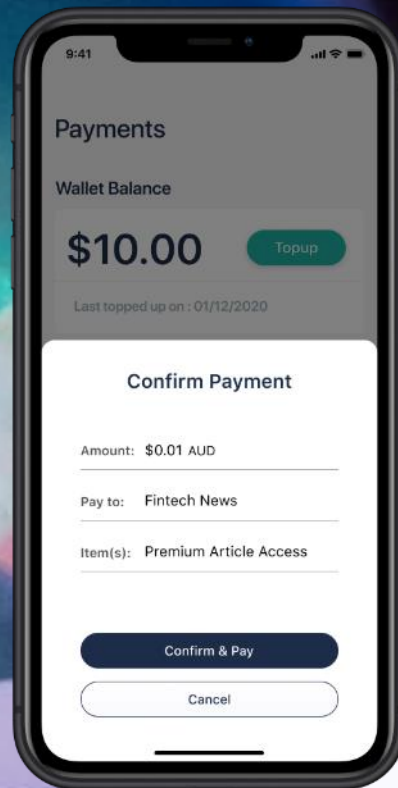 9:41
Payments
Wallet Balance
$10.00 Topup
Last topped up on : 01/12/2020
Confirm Payment
Amount: $0.01 AUD
Pay to: Fintech News
Item(s): Premium Article Access
Confirm & Pay
Cancel